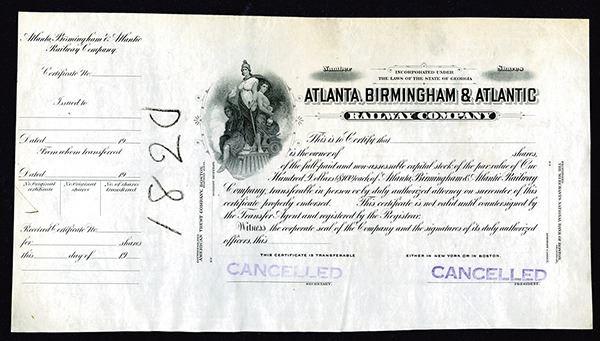 Atlanta, Birmingham & Atlantic
Railway Company.
Certificate No.
Issued to
Dated 19
From whom transferred
Dated 19
No. Original certificate
No. Original shares
No. of shares transferred
Received Certificate No.
for shares
this day of 19
D281
Number
Shares
INCORPORATED UNDER
THE LAWS OF THE STATE OF GEORGIA
ATLANTA, BIRMINGHAM & ATLANTIC
RAILWAY COMPANY
This is to Certify that
is the owner of shares,
of the full-paid and non-assessable capital stock of the par value of One
Hundred Dollars $100 each of Atlanta, Birmingham & Atlantic Railway
Company, transferable in person or by duly authorized attorney on surrender of this
certificate properly endorsed. This certificate is not valid until countersigned by
the Transfer Agent and registered by the Registrar.
Witness the corporate seal of the Company and the signatures of its duly authorized
officers, this
THIS CERTIFICATE IS TRANSFERABLE
EITHER IN NEW YORK OR IN BOSTON.
CANCELLED
CANCELLED
SECRETARY.
PRESIDENT.
AMERICAN TRUST COMPANY, BOSTON,